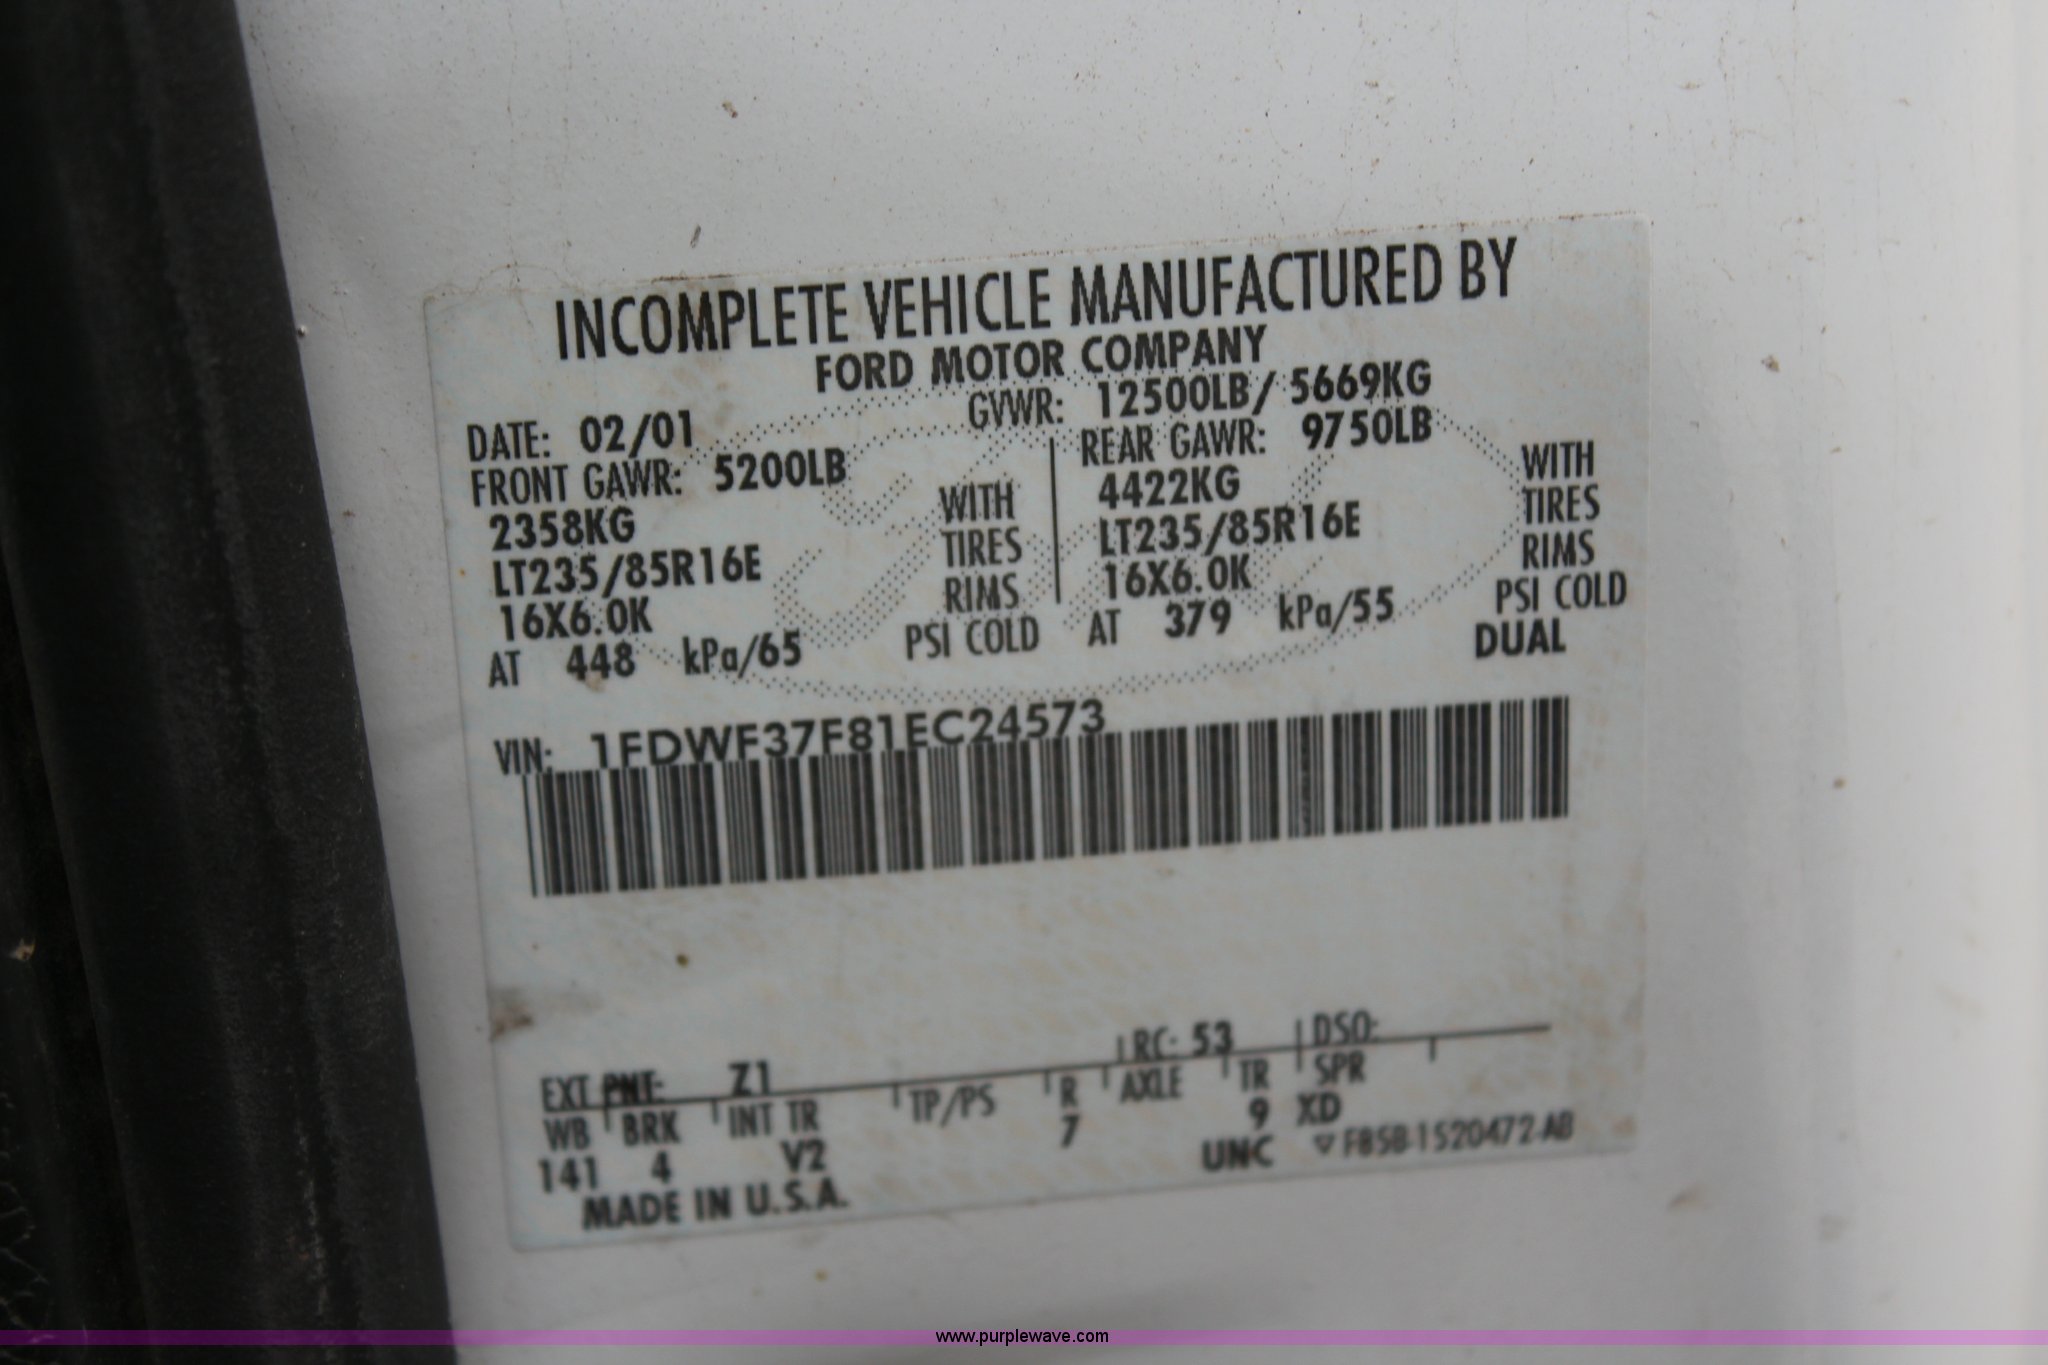 INCOMPLETE VEHICLE MANUFACTURED BY
FORD MOTOR COMPANY
DATE: 02/01 GVWR: 12500LB/ 5669KG
FRONT GAWR: 5200LB REAR GAWR: 9750LB
2358KG WITH 4422KG WITH
LT235/85R16E TIRES LT235/85R16E TIRES
16X6.0K RIMS 16X6.0K RIMS
AT 448 kPa/65 PSI COLD AT 379 kPa/55 PSI COLD
DUAL
VIN: 1FDWF37F81EC24573
EXT PNT: Z1 RC: 53 DSO:
WB BRK INT TR TP/PS R AXLE TR SPR
141 4 V2 7 9 XD
MADE IN U.S.A. UNC ▽F85B-1520472-AB
www.purplewave.com